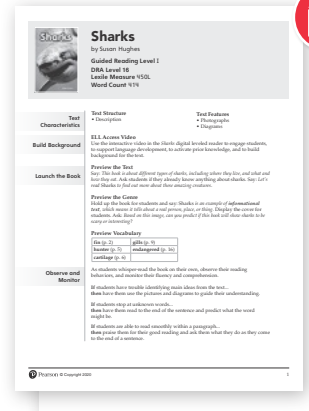 Sharks
Sharks
by Susan Hughes
Guided Reading Level I
DRA Level 16
Lexile Measure 450L
Word Count 414
Text
Characteristics
Text Structure
• Description
Text Features
• Photographs
• Diagrams
Build Background
ELL Access Video
Use the interactive video in the Sharks digital leveled reader to engage students,
to support language development, to activate prior knowledge, and to build
background for the text.
Launch the Book
Preview the Text
Say: This book is about different types of sharks, including where they live, and what and
how they eat. Ask students if they already know anything about sharks. Say: Let's
read Sharks to find out more about these amazing creatures.
Preview the Genre
Hold up the book for students and say: Sharks is an example of informational
text, which means it tells about a real person, place, or thing. Display the cover for
students. Ask: Based on this image, can you predict if this book will show sharks to be
scary or interesting?
Preview Vocabulary
fin (p. 2) gills (p. 9)
hunter (p. 5) endangered (p. 16)
cartilage (p. 6)
Observe and
Monitor
As students whisper-read the book on their own, observe their reading
behaviors, and monitor their fluency and comprehension.
If students have trouble identifying main ideas from the text...
then have them use the pictures and diagrams to guide their understanding.
If students stop at unknown words...
then have them read to the end of the sentence and predict what the word
might be.
If students are able to read smoothly within a paragraph...
then praise them for their good reading and ask them what they do as they come
to the end of a sentence.
Pearson © Copyright 2020
1